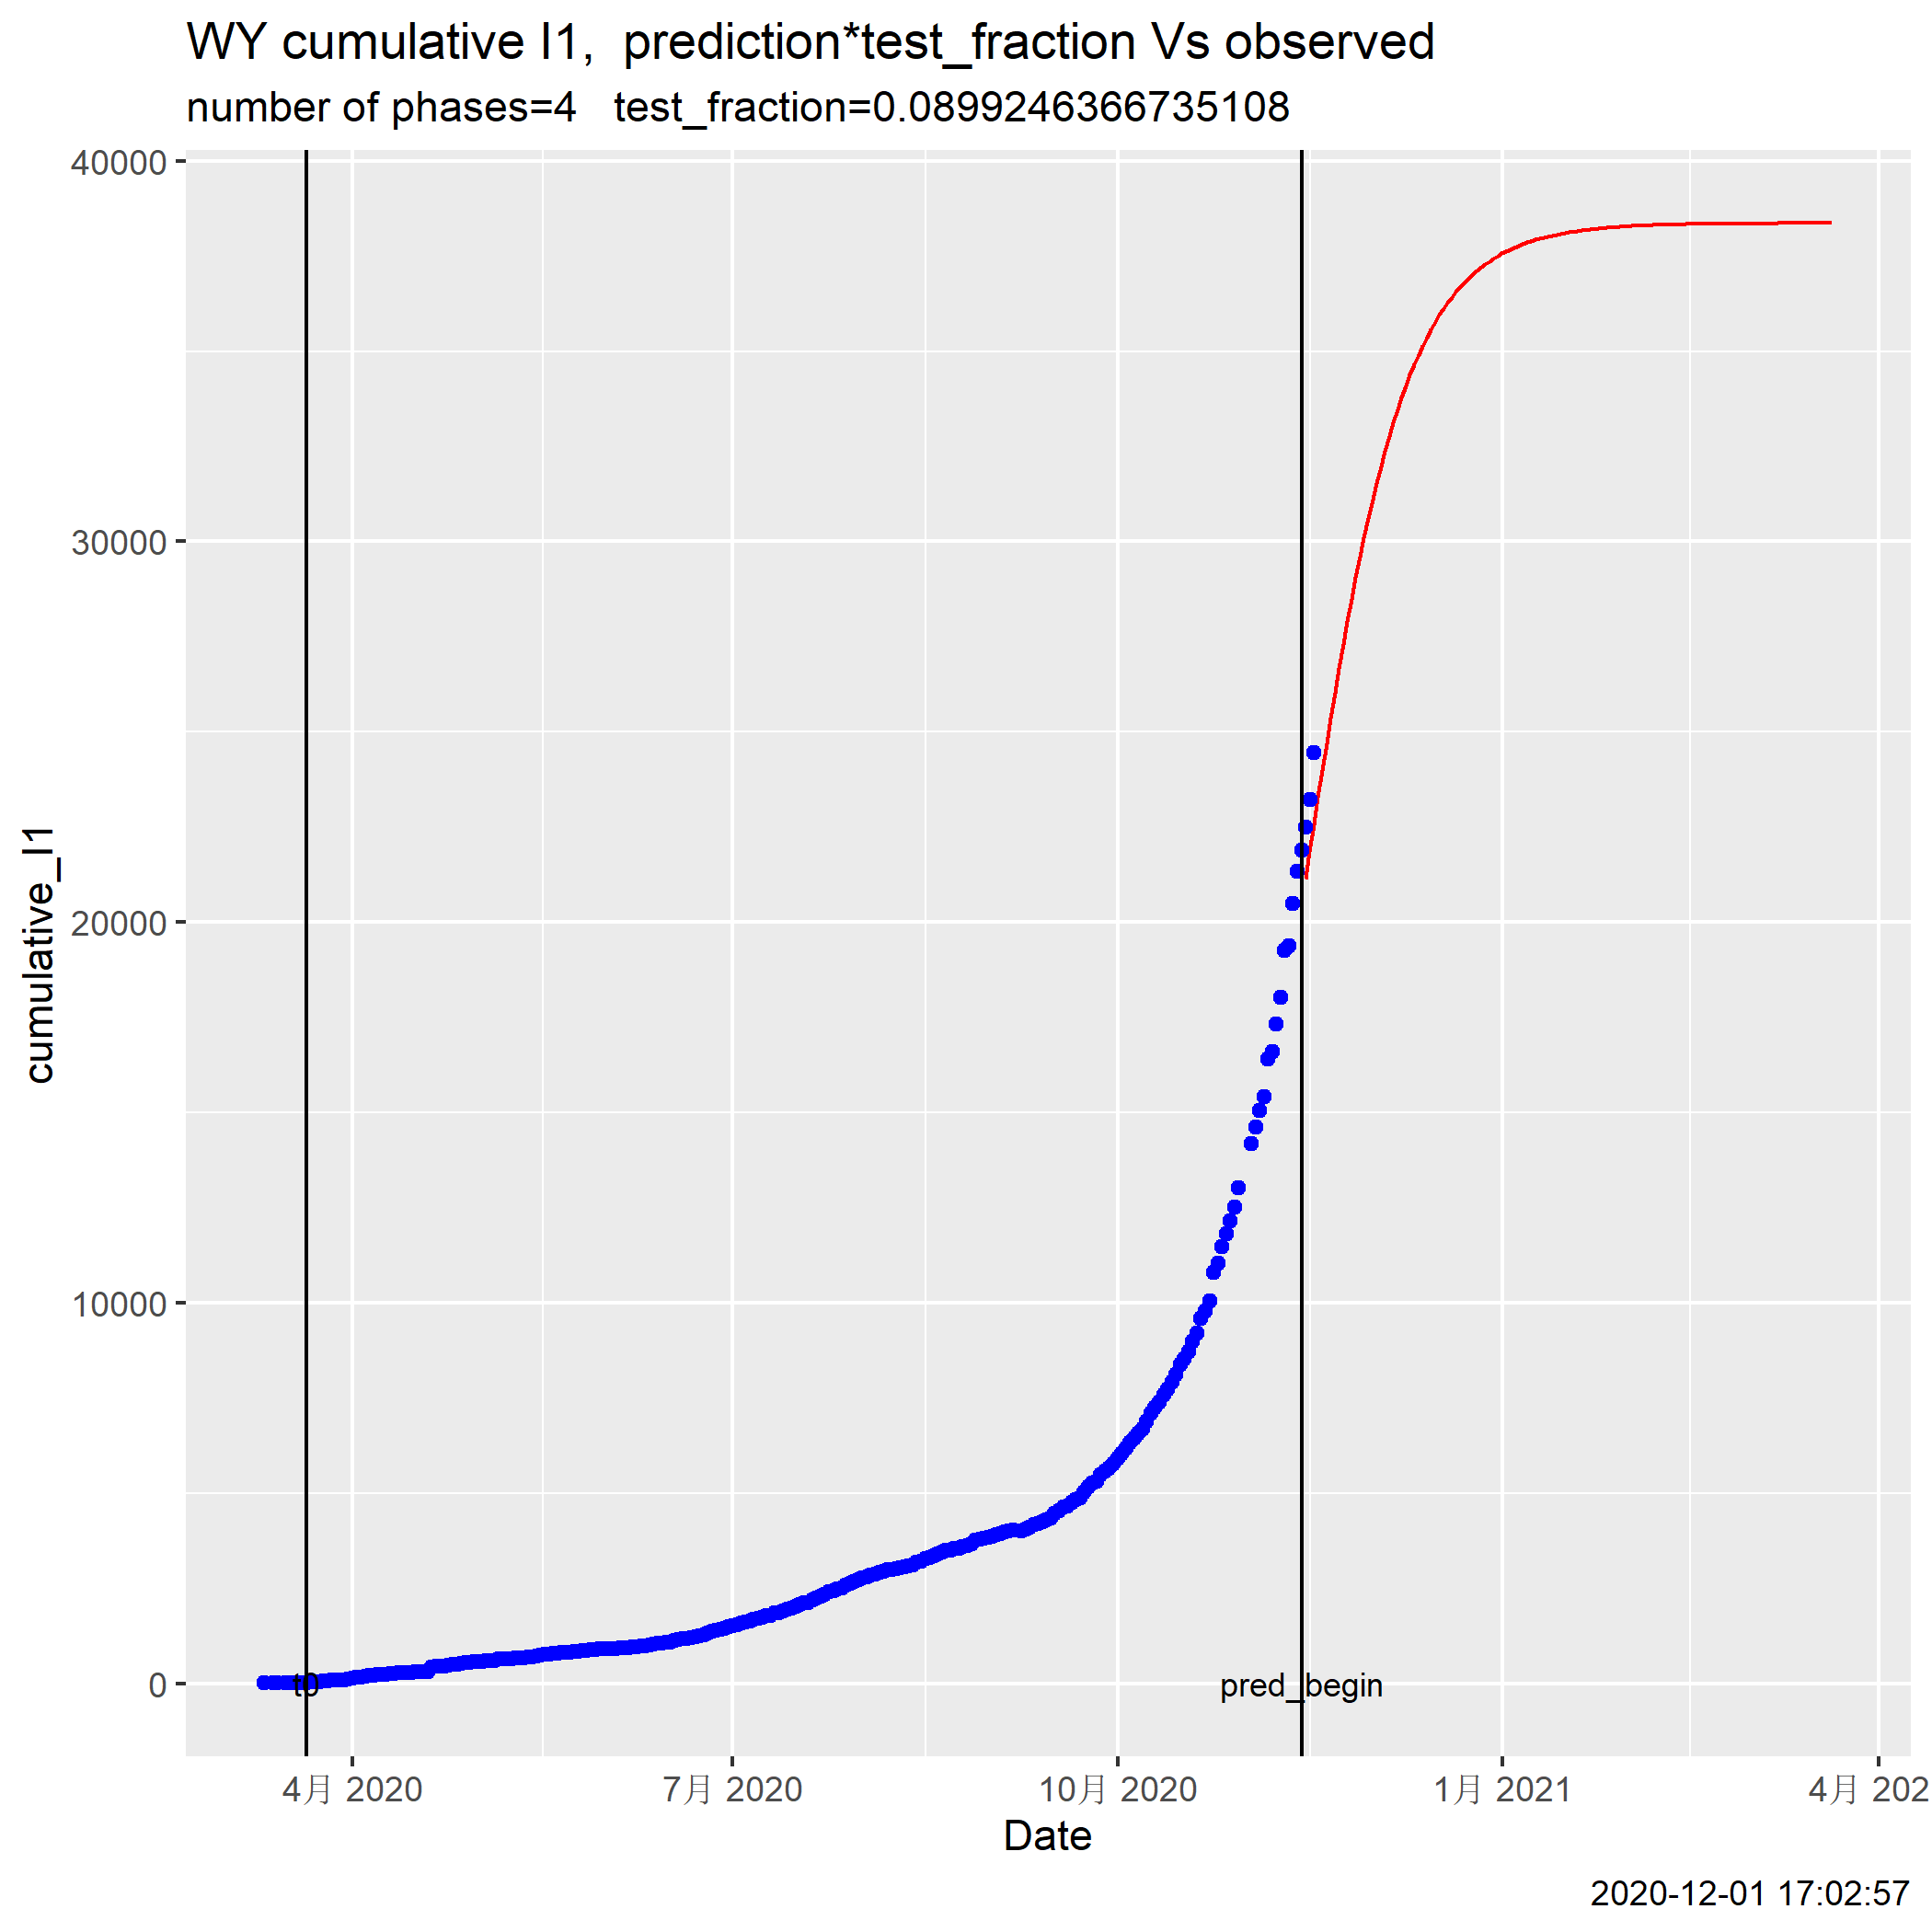 WY cumulative I1,  prediction*test_fraction Vs observed
number of phases=4   test_fraction=0.0899246366735108
cumulative_I1
40000
30000
20000
10000
0
t0
pred_begin
4月 2020
7月 2020
10月 2020
1月 2021
4月 202
Date
2020-12-01 17:02:57